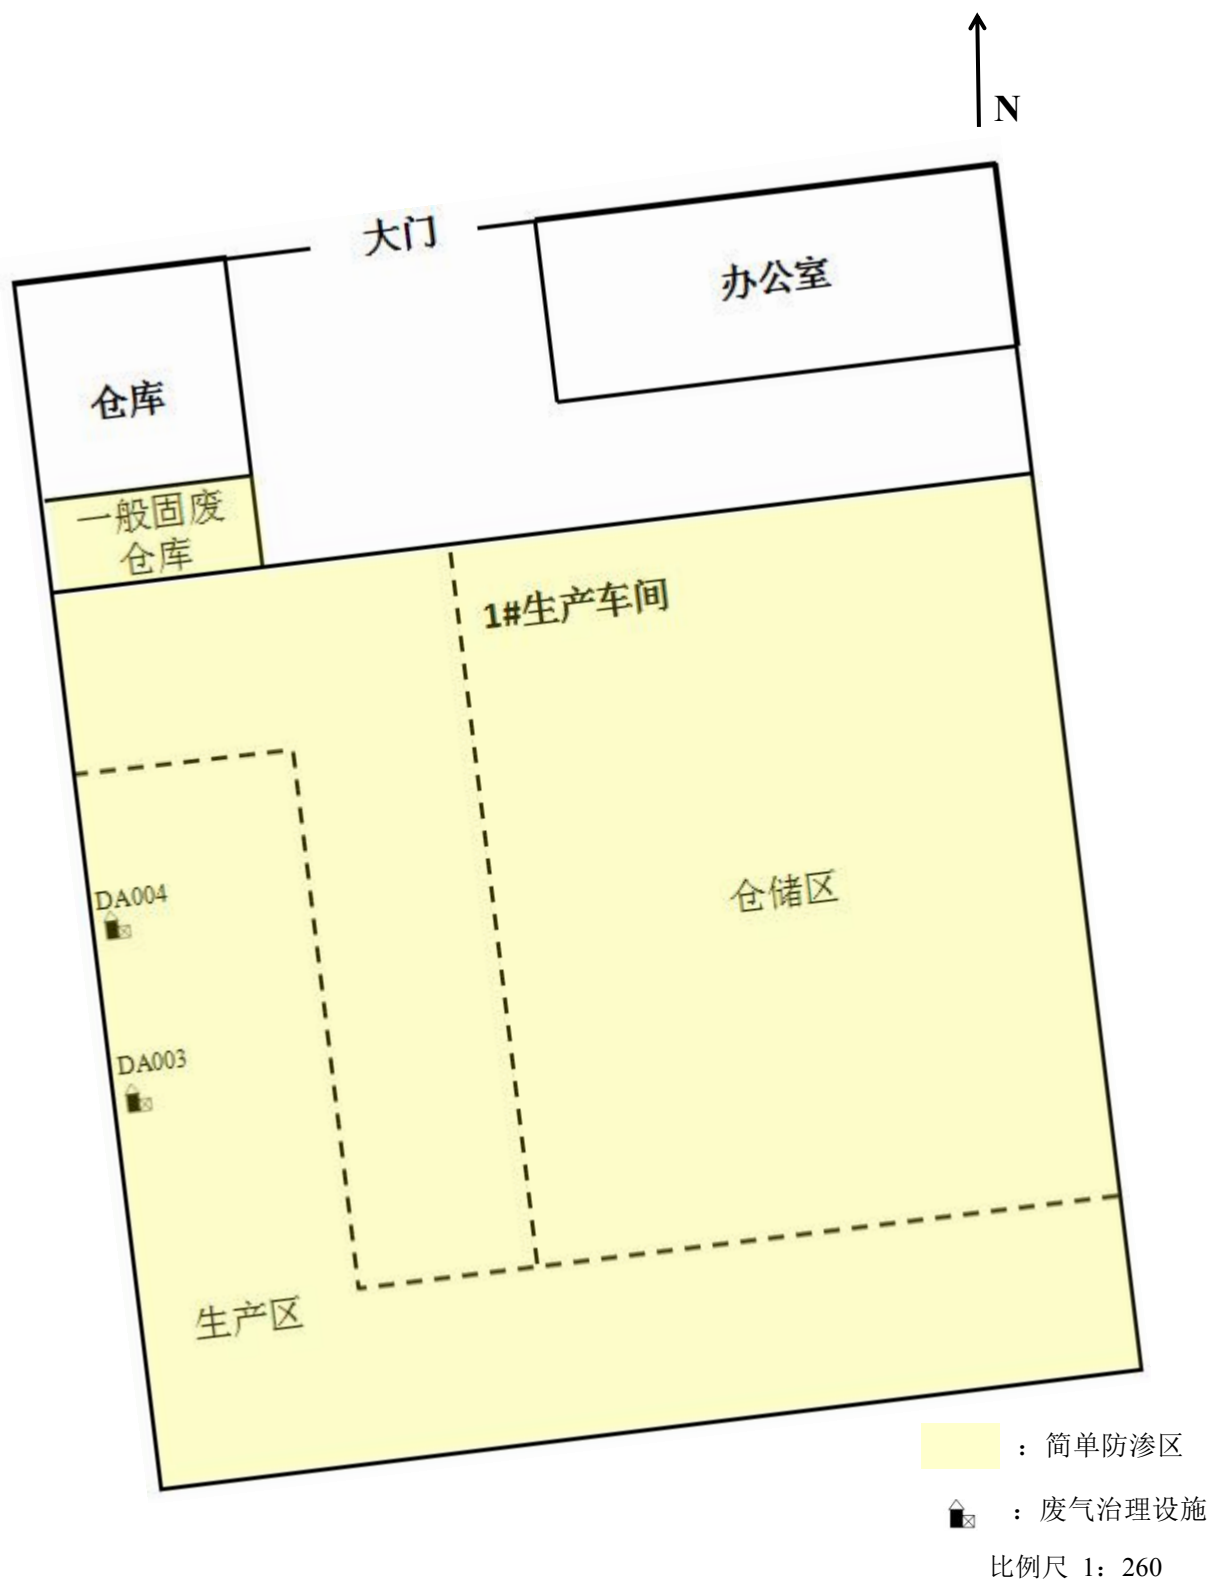 N
大门
办公室
仓库
一般固废
仓库
1#生产车间
DA004
仓储区
DA003
生产区
：简单防渗区
：废气治理设施
比例尺 1：260